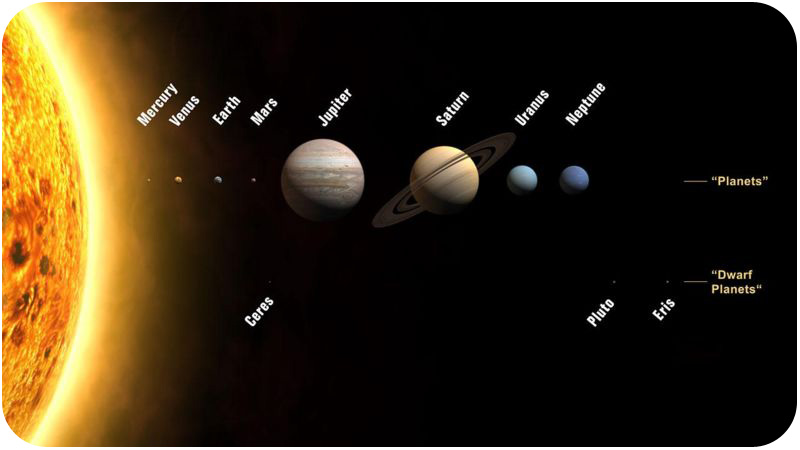 Mercury
Venus
Earth
Mars
Jupiter
Saturn
Uranus
Neptune
“Planets”
Ceres
Pluto
Eris
“Dwarf
Planets“